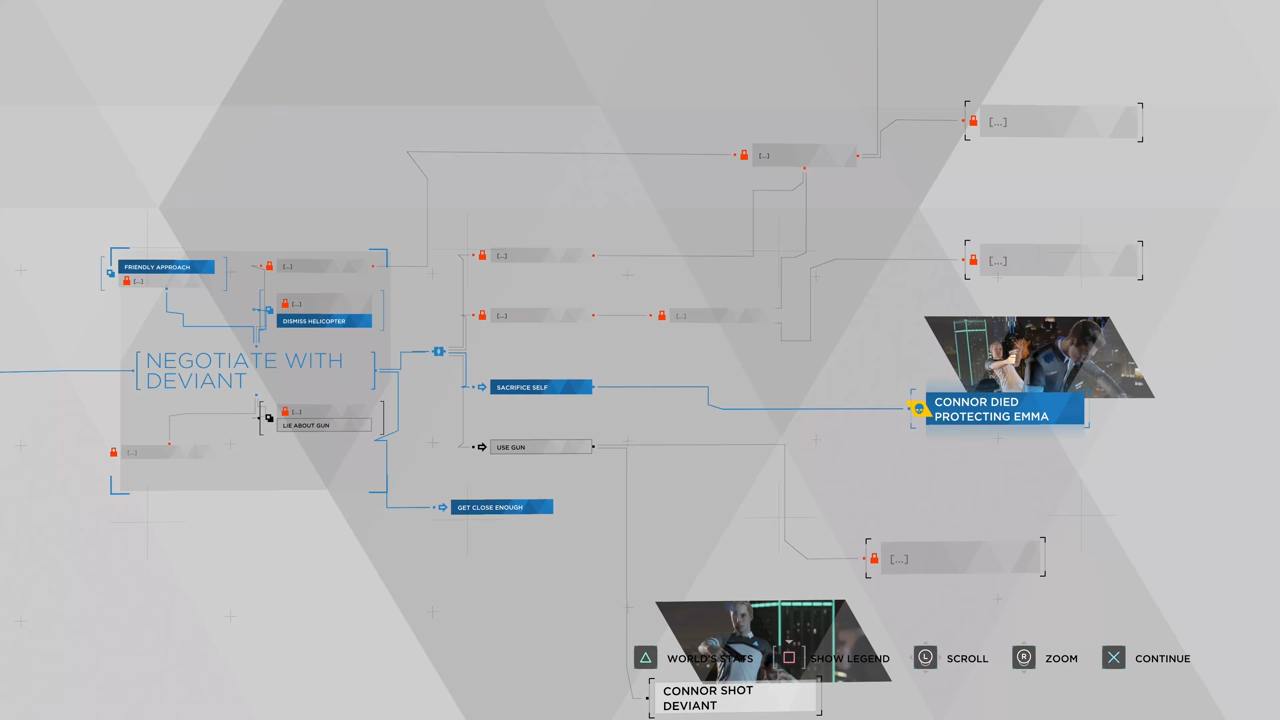 [...]
[...]
FRIENDLY APPROACH
[...]
[...]
[...]
[...]
[...]
DISMISS HELICOPTER
[...]
[...]
NEGOTIATE WITH
DEVIANT
SACRIFICE SELF
CONNOR DIED
PROTECTING EMMA
[...]
LIE ABOUT GUN
[...]
USE GUN
GET CLOSE ENOUGH
[...]
CONNOR SHOT
DEVIANT
WORLD'S STATS
SHOW LEGEND
L SCROLL
R ZOOM
CONTINUE